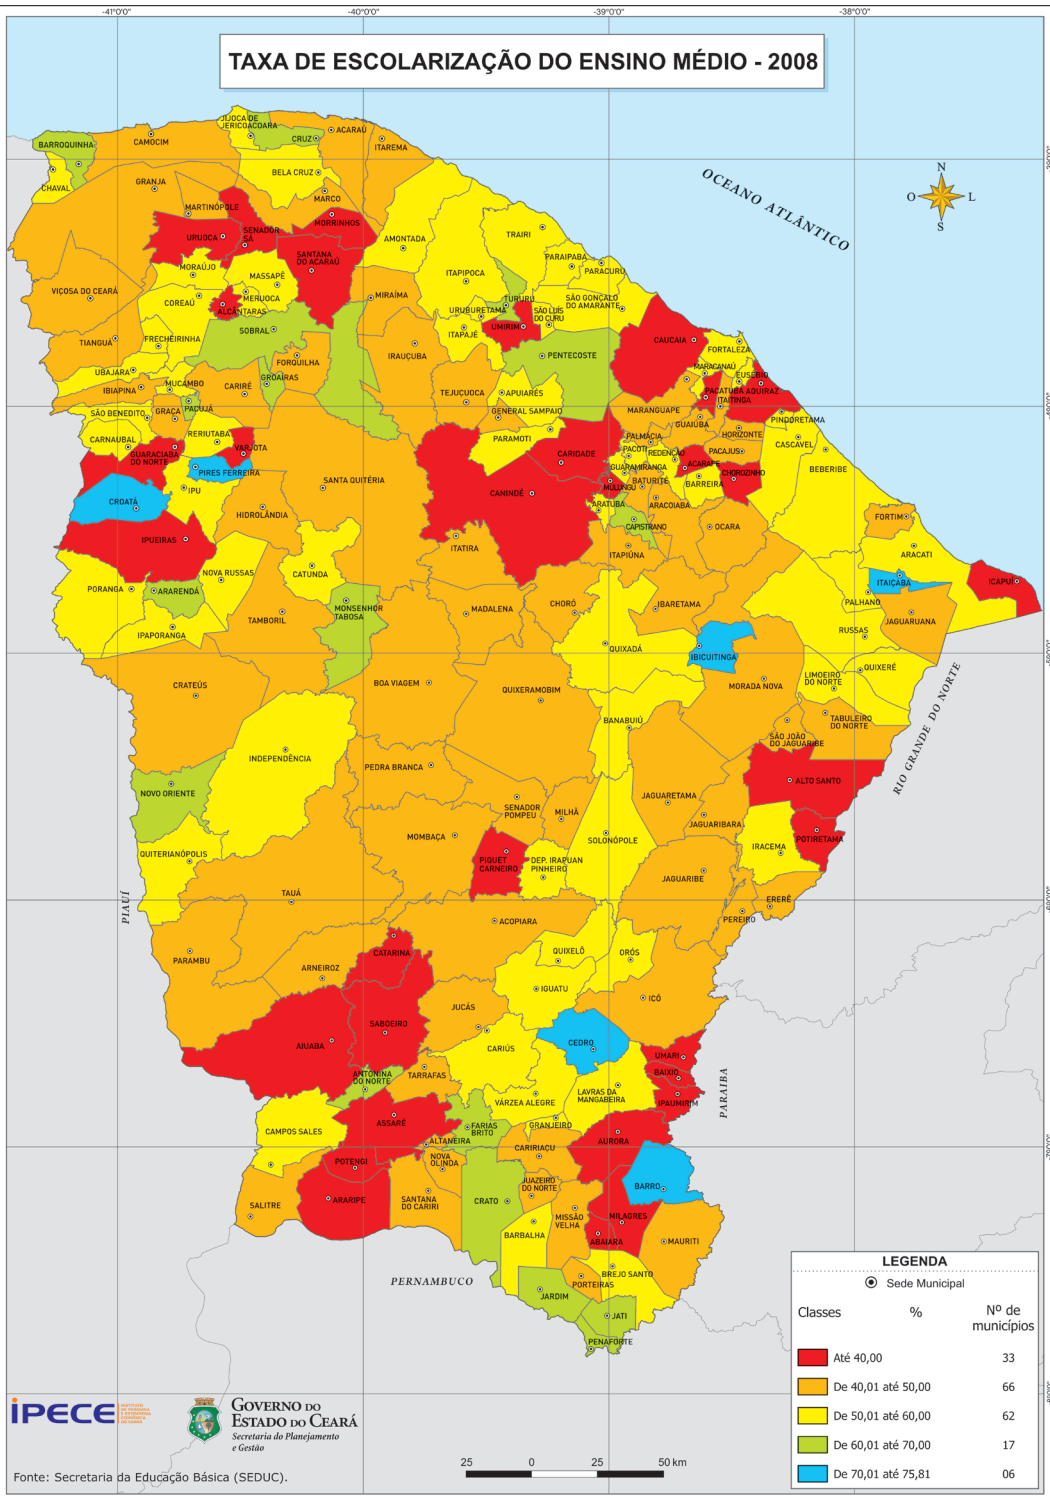 -41°0'0"
-40°0'0"
-39°0'0"
-38°0'0"
TAXA DE ESCOLARIZAÇÃO DO ENSINO MÉDIO - 2008
OCEANO ATLÂNTICO
N
O
L
S
JIJOCA DE
JERICOACOARA
CRUZ
ACARAÚ
ITAREMA
BARROQUINHA
CAMOCIM
CHAVAL
GRANJA
BELA CRUZ
MARCO
MARTINÓPOLE
MORRINHOS
URUOCA
SENADOR
SÁ
AMONTADA
TRAIRI
SANTANA
DO ACARAÚ
PARAIPABA
PARACURU
MORAÚJO
MASSAPÊ
ITAPIPOCA
VIÇOSA DO CEARÁ
COREAÚ
MERUOCA
ALCÂNTARAS
MIRAÍMA
TURURU
SÃO GONÇALO
DO AMARANTE
URUBURETAMA
SÃO LUIS
DO CURU
UMIRIM
ITAPAJÉ
SOBRAL
TIANGUÁ
FRECHEIRINHA
IRAUÇUBA
CAUCAIA
FORTALEZA
PENTECOSTE
FORQUILHA
UBAJARA
GROAÍRAS
MARACANAÚ
EUSÉBIO
IBIAPINA
MUCAMBO
CARIRÉ
TEJUÇUOCA
APUIARÉS
PACATUBA
AQUIRAZ
ITAITINGA
PACUJÁ
GRAÇA
SÃO BENEDITO
GENERAL SAMPAIO
MARANGUAPE
GUAIÚBA
PINDORETAMA
CARNAUBAL
RERIUTABA
PARAMOTI
PALMÁCIA
HORIZONTE
CASCAVEL
GUARACIABA
DO NORTE
VARJOTA
CARIDADE
PACOTI
REDENÇÃO
PACAJUS
PIRES FERREIRA
GUARAMIRANGA
ACARAPE
CHOROZINHO
BEBERIBE
MULUNGU
BATURITÉ
BARREIRA
SANTA QUITÉRIA
CANINDÉ
IPU
CROATÁ
ARATUBA
ARACOIABA
HIDROLÂNDIA
CAPISTRANO
OCARA
FORTIM
IPUEIRAS
ITATIRA
ITAPIÚNA
ARACATI
NOVA RUSSAS
CATUNDA
PORANGA
ARARENDÁ
ITAIÇABA
ICAPUÍ
MONSENHOR
TABOSA
MADALENA
CHORÓ
IBARETAMA
PALHANO
TAMBORIL
JAGUARUANA
IPAPORANGA
RUSSAS
QUIXADÁ
IBICUITINGA
QUIXERÉ
CRATEÚS
BOA VIAGEM
QUIXERAMOBIM
MORADA NOVA
LIMOEIRO
DO NORTE
BANABUIÚ
TABULEIRO
DO NORTE
SÃO JOÃO
DO JAGUARIBE
INDEPENDÊNCIA
PEDRA BRANCA
RIO GRANDE DO NORTE
ALTO SANTO
NOVO ORIENTE
SENADOR
POMPEU
MILHÃ
JAGUARETAMA
JAGUARIBARA
MOMBAÇA
SOLONÓPOLE
POTIRETAMA
IRACEMA
QUITERIANÓPOLIS
PIQUET
CARNEIRO
DEP. IRAPUAN
PINHEIRO
JAGUARIBE
TAUÁ
PIAUÍ
ERERÊ
PEREIRO
ACOPIARA
CATARINA
PARAMBU
QUIXELÔ
ORÓS
ARNEIROZ
IGUATU
ICÓ
JUCÁS
SABOEIRO
AIUABA
CARIÚS
CEDRO
UMARI
BAIXIO
ANTONINA
DO NORTE
TARRAFAS
PARAIBA
LAVRAS DA
MANGABEIRA
VÁRZEA ALEGRE
IPAUMIRIM
ASSARÉ
FARIAS
BRITO
GRANJEIRO
CAMPOS SALES
ALTANEIRA
AURORA
CARIRIAÇU
NOVA
OLINDA
POTENGI
JUAZEIRO
DO NORTE
BARRO
SALITRE
ARARIPE
SANTANA
DO CARIRI
CRATO
MISSÃO
VELHA
MILAGRES
BARBALHA
ABAIARA
MAURITI
PERNAMBUCO
BREJO SANTO
PORTEIRAS
JARDIM
JATI
PENAFORTE
LEGENDA
Sede Municipal
Classes % Nº de
municípios
Até 40,00 33
De 40,01 até 50,00 66
De 50,01 até 60,00 62
De 60,01 até 70,00 17
De 70,01 até 75,81 06
iPECE
GOVERNO DO
ESTADO DO CEARÁ
Secretaria do Planejamento
e Gestão
25 0 25 50 km
Fonte: Secretaria da Educação Básica (SEDUC).